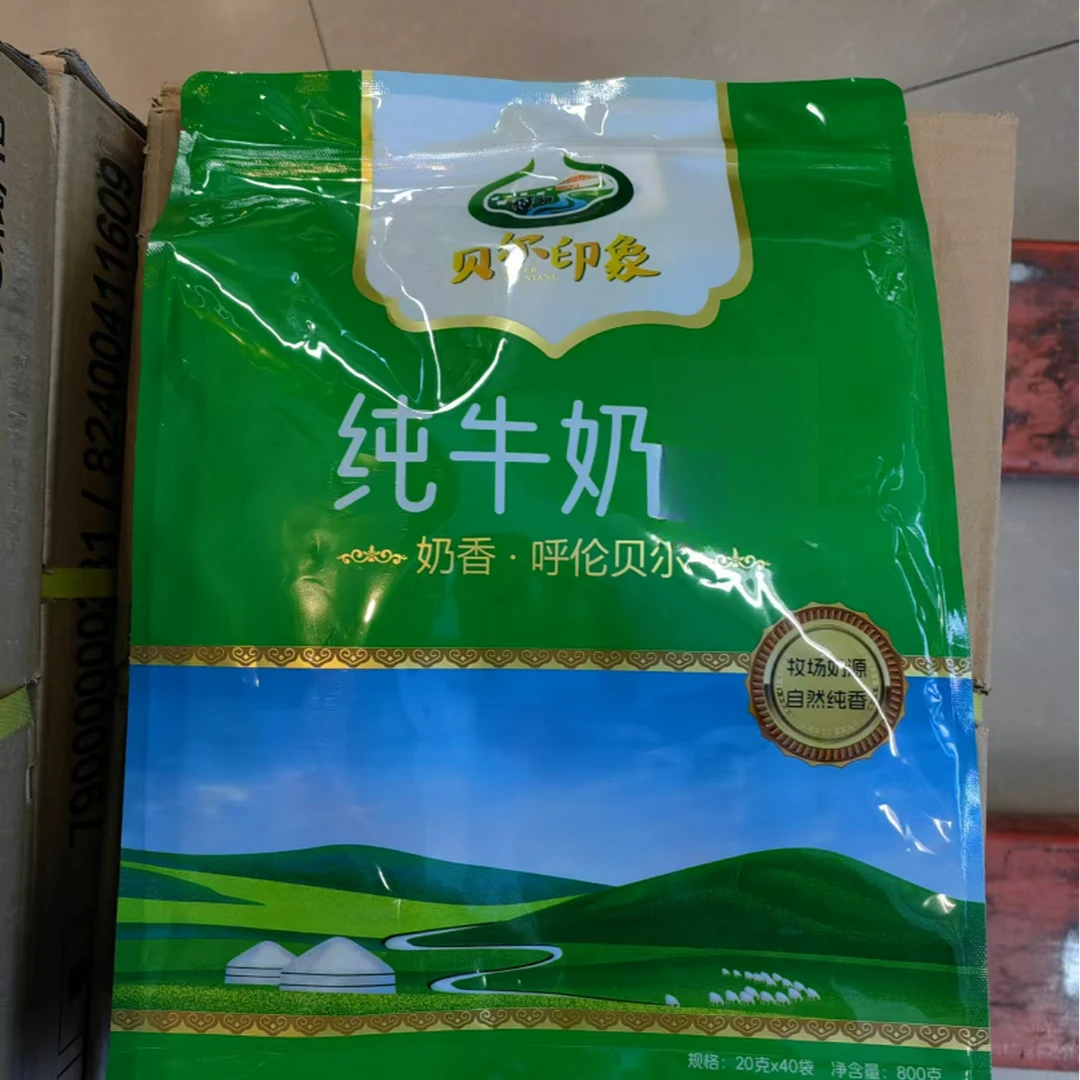 贝尔印象
纯牛奶
奶香·呼伦贝尔
牧场奶源
自然纯香
规格：20克x40袋 净含量：800克